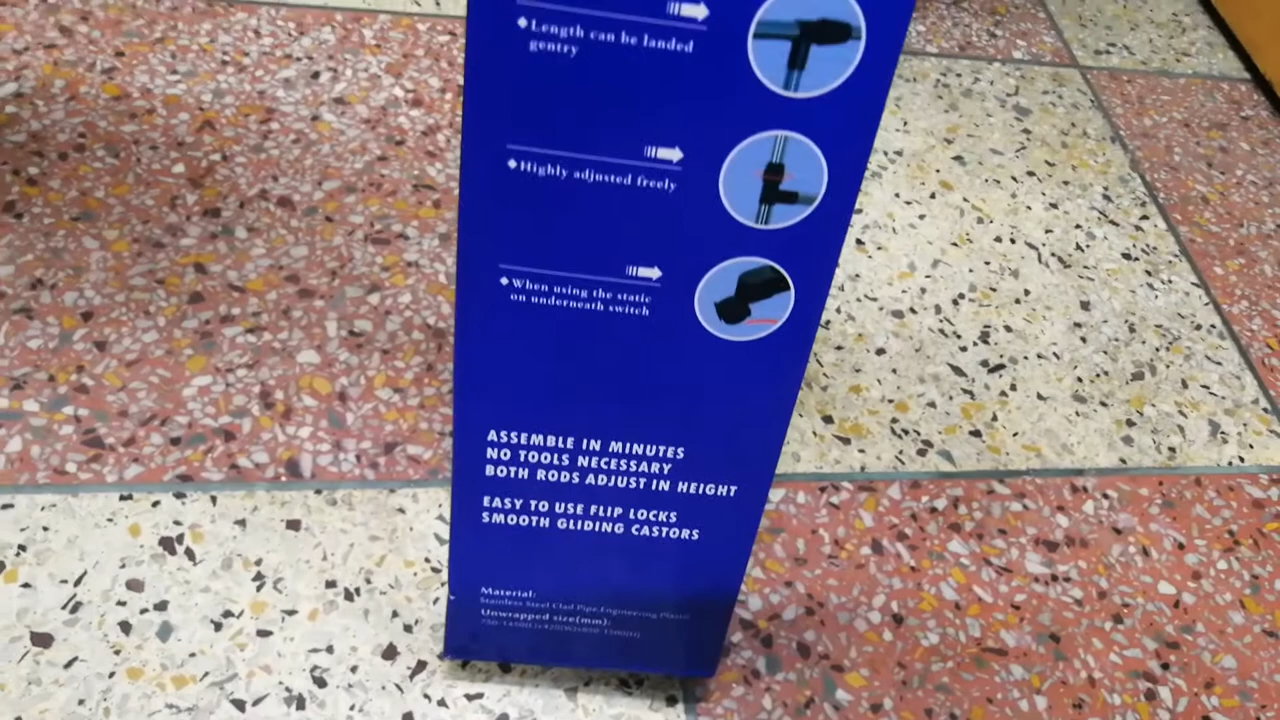 ◆Length can be landed
gentry
◆Highly adjusted freely
◆When using the static
on underneath switch
ASSEMBLE IN MINUTES
NO TOOLS NECESSARY
BOTH RODS ADJUST IN HEIGHT
EASY TO USE FLIP LOCKS
SMOOTH GLIDING CASTORS
Material:
Stainless Steel Clad Pipe,Engineering Plastic
Unwrapped size(mm):